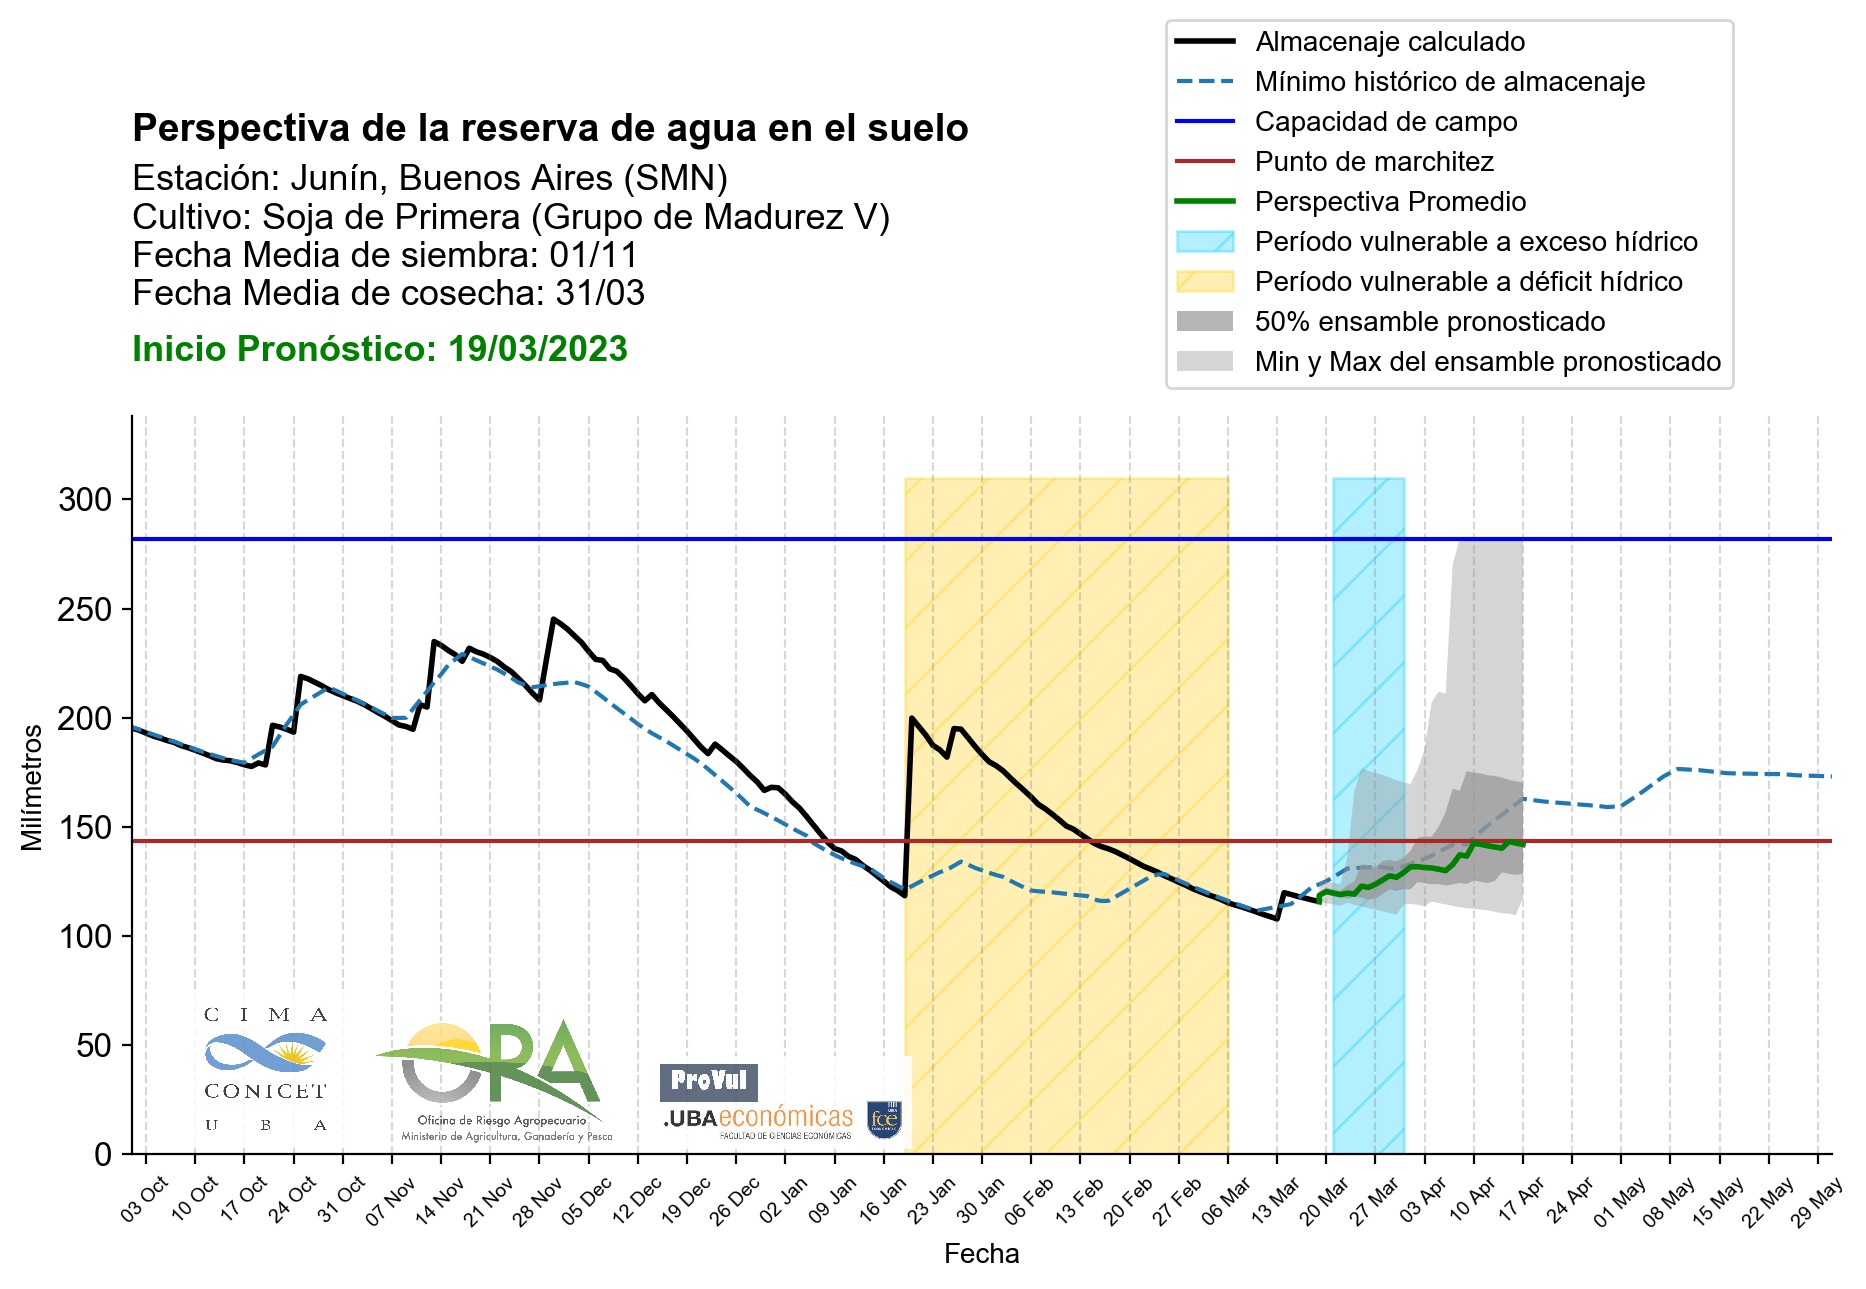 Almacenaje calculado
Mínimo histórico de almacenaje
Capacidad de campo
Punto de marchitez
Perspectiva Promedio
Período vulnerable a exceso hídrico
Período vulnerable a déficit hídrico
50% ensamble pronosticado
Min y Max del ensamble pronosticado
Perspectiva de la reserva de agua en el suelo
Estación: Junín, Buenos Aires (SMN)
Cultivo: Soja de Primera (Grupo de Madurez V)
Fecha Media de siembra: 01/11
Fecha Media de cosecha: 31/03
Inicio Pronóstico: 19/03/2023
Milímetros
300
250
200
150
100
50
0
CIMA
CONICET
UBA
ORA
Oficina de Riesgo Agropecuario
Ministerio de Agricultura, Ganadería y Pesca
ProVul
.UBAeconómicas
FACULTAD DE CIENCIAS ECONÓMICAS
UBA
fce
ECONÓMICAS
03 Oct
10 Oct
17 Oct
24 Oct
31 Oct
07 Nov
14 Nov
21 Nov
28 Nov
05 Dec
12 Dec
19 Dec
26 Dec
02 Jan
09 Jan
16 Jan
23 Jan
30 Jan
06 Feb
13 Feb
20 Feb
27 Feb
06 Mar
13 Mar
20 Mar
27 Mar
03 Apr
10 Apr
17 Apr
24 Apr
01 May
08 May
15 May
22 May
29 May
Fecha